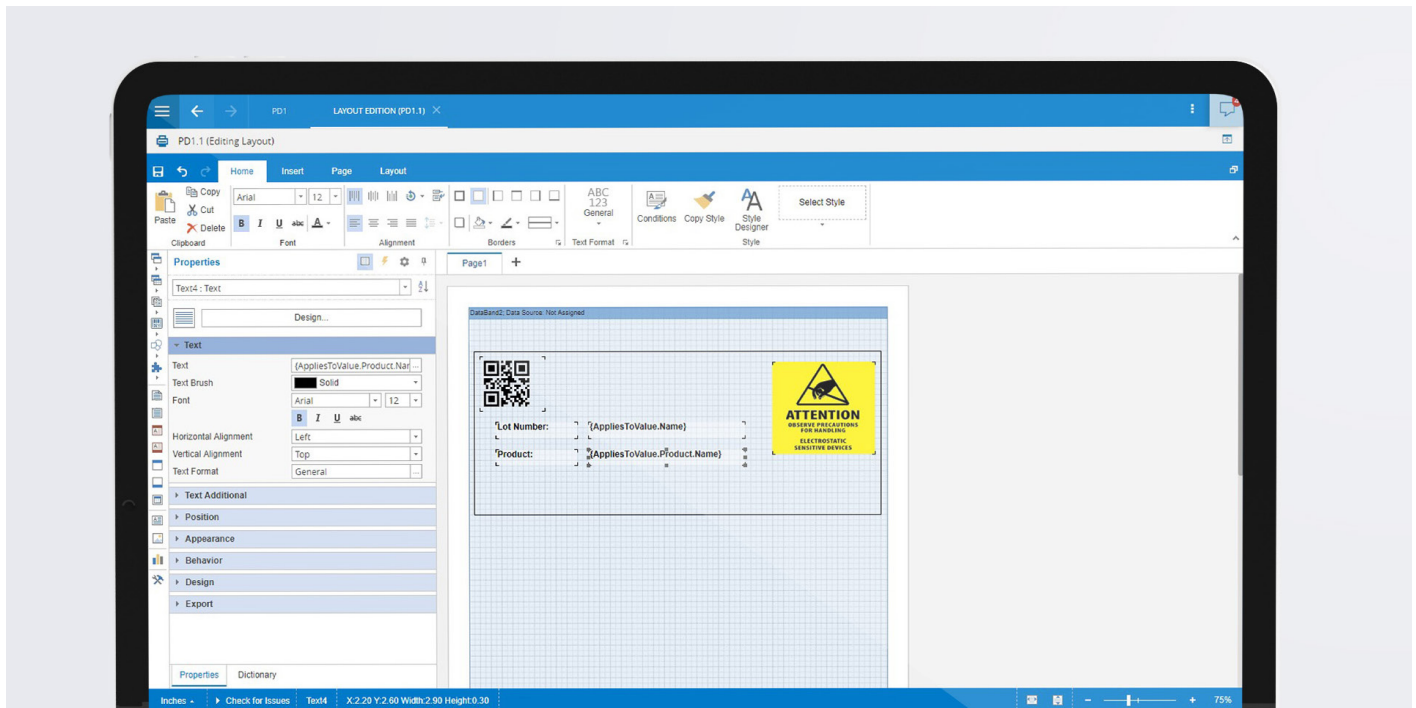 PD1
LAYOUT EDITION (PD1.1)
4
PD1.1 (Editing Layout)
Home
Insert
Page
Layout
Paste
Copy
Cut
Delete
Clipboard
Arial
12
B I U abc A
Font
Alignment
Borders
ABC
123
General
Text Format
Conditions
Copy Style
Style
Designer
Select Style
Style
Properties
Text4 : Text
Design...
Text
Text
{AppliesToValue.Product.Nar
Text Brush
Solid
Font
Arial
12
B I U abc
Horizontal Alignment
Left
Vertical Alignment
Top
Text Format
General
Text Additional
Position
Appearance
Behavior
Design
Export
Properties
Dictionary
Page1
DataBand2; Data Source: Not Assigned
Lot Number:
{AppliesToValue.Name}
Product:
{AppliesToValue.Product.Name}
ATTENTION
OBSERVE PRECAUTIONS
FOR HANDLING
ELECTROSTATIC
SENSITIVE DEVICES
Inches
Check for Issues
Text4
X:2.20 Y:2.60 Width:2.90 Height:0.30
75%